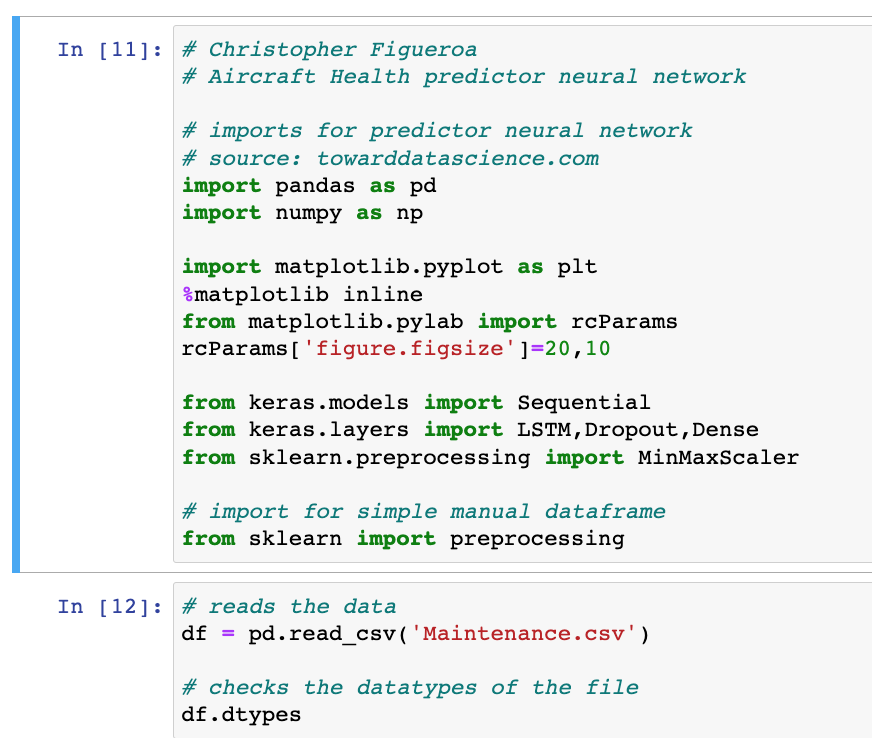 In [11]: # Christopher Figueroa
# Aircraft Health predictor neural network
# imports for predictor neural network
# source: towarddatascience.com
import pandas as pd
import numpy as np
import matplotlib.pyplot as plt
%matplotlib inline
from matplotlib.pylab import rcParams
rcParams['figure.figsize']=20,10
from keras.models import Sequential
from keras.layers import LSTM,Dropout,Dense
from sklearn.preprocessing import MinMaxScaler
# import for simple manual dataframe
from sklearn import preprocessing
In [12]: # reads the data
df = pd.read_csv('Maintenance.csv')
# checks the datatypes of the file
df.dtypes